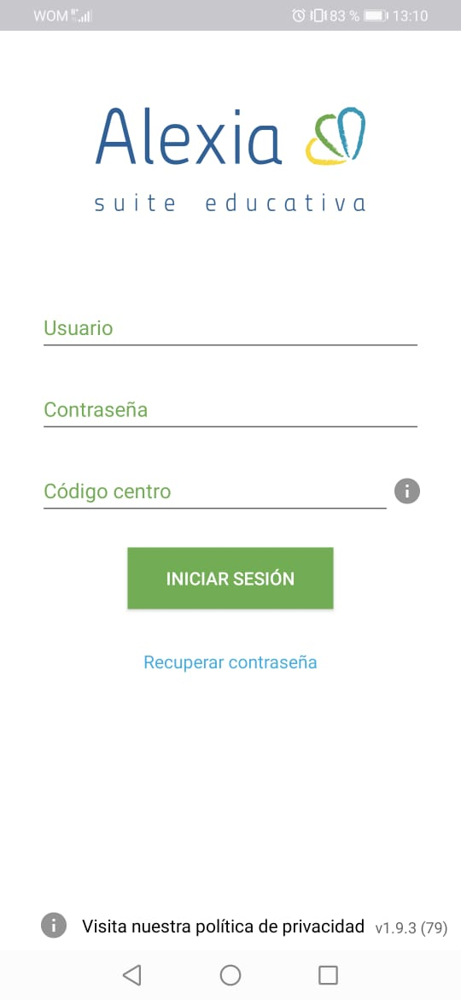 WOM 83 % 13:10
Alexia
suite educativa
Usuario
Contraseña
Código centro
INICIAR SESIÓN
Recuperar contraseña
Visita nuestra política de privacidad v1.9.3 (79)